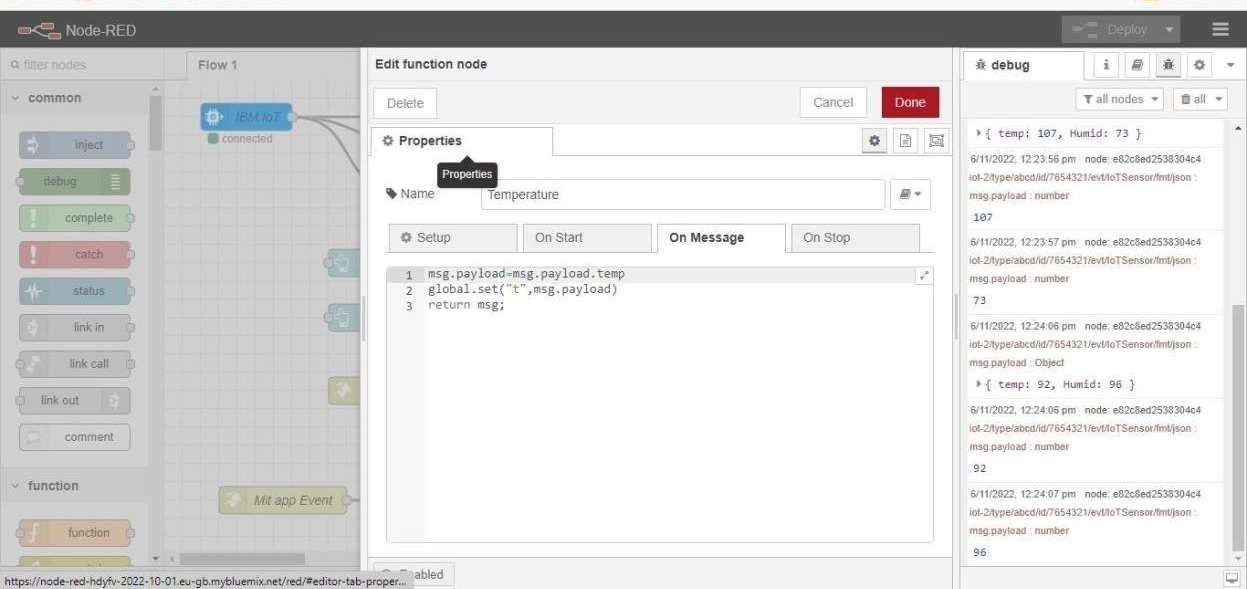 Node-RED
Deploy
filter nodes
Flow 1
Edit function node
debug
i
common
Delete
Cancel
Done
all nodes
all
IBM IoT
connected
Properties
Properties
inject
debug
complete
catch
status
link in
link call
link out
comment
function
function
Name
Temperature
Setup
On Start
On Message
On Stop
1 msg.payload=msg.payload.temp
2 global.set("t",msg.payload)
3 return msg;
Mit app Event
{ temp: 107, Humid: 73 }
6/11/2022, 12:23:56 pm node: e82c8ed2538304c4
iot-2/type/abcd/id/7654321/evt/IoTSensor/fmt/json :
msg.payload : number
107
6/11/2022, 12:23:57 pm node: e82c8ed2538304c4
iot-2/type/abcd/id/7654321/evt/IoTSensor/fmt/json :
msg.payload : number
73
6/11/2022, 12:24:06 pm node: e82c8ed2538304c4
iot-2/type/abcd/id/7654321/evt/IoTSensor/fmt/json :
msg.payload : Object
{ temp: 92, Humid: 96 }
6/11/2022, 12:24:06 pm node: e82c8ed2538304c4
iot-2/type/abcd/id/7654321/evt/IoTSensor/fmt/json :
msg.payload : number
92
6/11/2022, 12:24:07 pm node: e82c8ed2538304c4
iot-2/type/abcd/id/7654321/evt/IoTSensor/fmt/json :
msg.payload : number
96
https://node-red-hdyfv-2022-10-01.eu-gb.mybluemix.net/red/#editor-tab-proper...